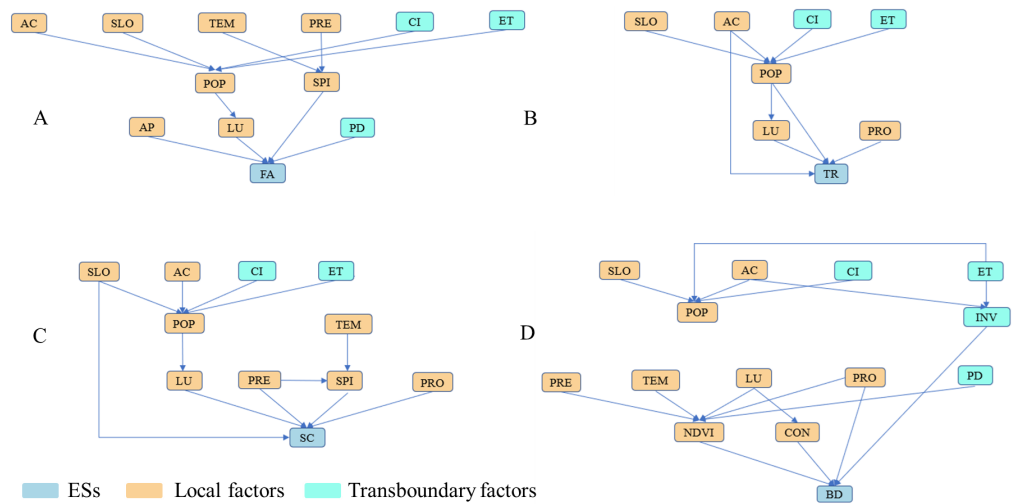 AC SLO TEM PRE CI ET
POP SPI
A
AP LU PD
FA
SLO AC CI ET
POP
B
LU PRO
TR
SLO AC CI ET
POP TEM
C
LU PRE SPI PRO
SC
SLO AC CI ET
POP INV
D
PRE TEM LU PRO PD
NDVI CON
BD
ESs Local factors Transboundary factors